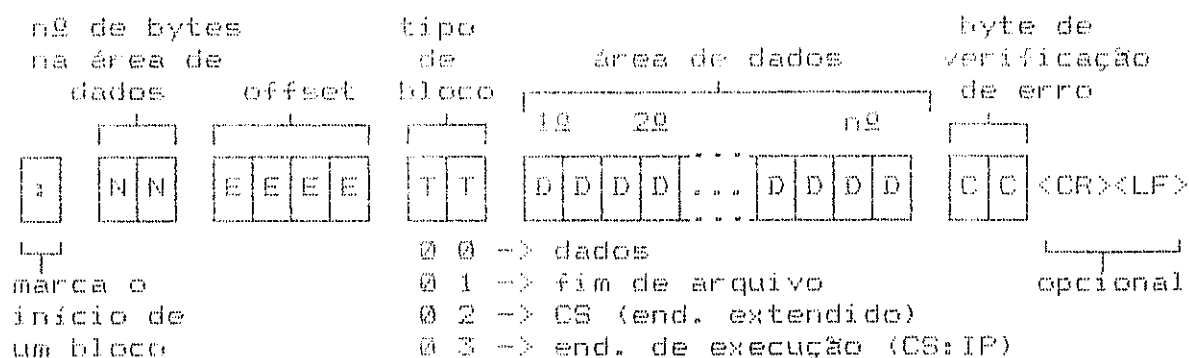 nº de bytes tipo byte de
na área de de área de dados verificação
dados offset bloco de erro
1º 2º nº
: N N E E E E T T D D D D ... D D D D C C <CR><LF>
0 0 -> dados
marca o 0 1 -> fim de arquivo opcional
início de 0 2 -> CS (end. extendido)
um bloco 0 3 -> end. de execução (CS:IP)